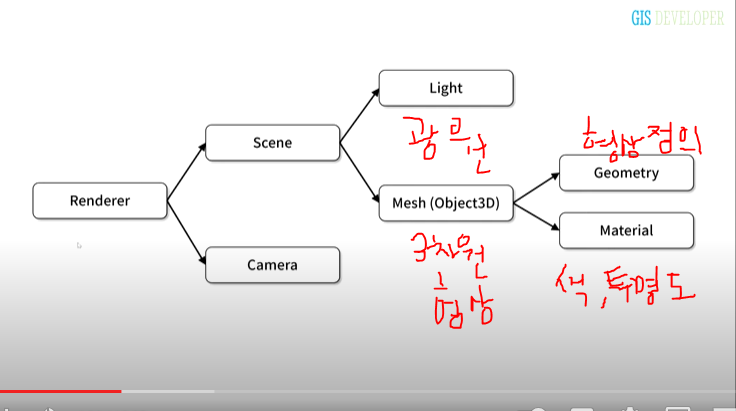 GIS DEVELOPER
Light
광원
Scene
형상 정의
Geometry
Renderer
Mesh (Object3D)
Material
Camera
3차원
형상
색, 투명도